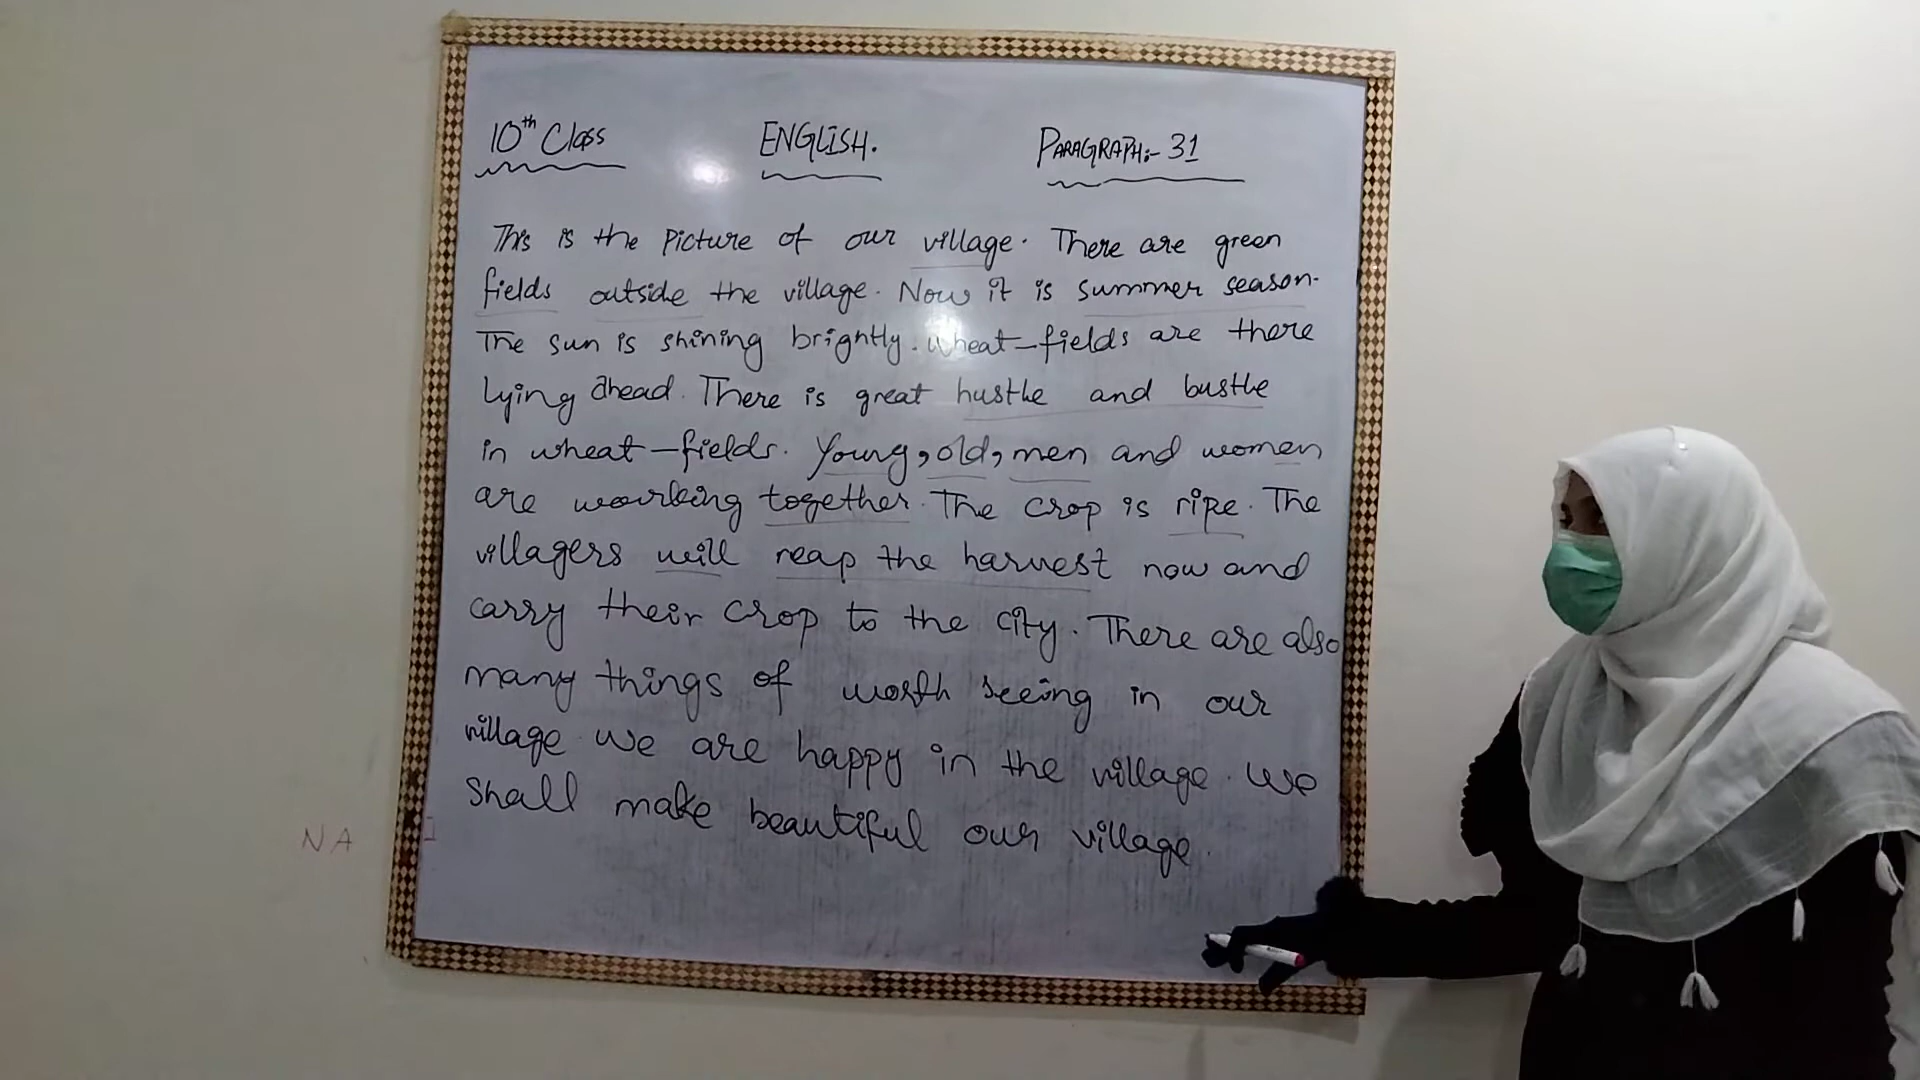 10th Class ENGLISH. PARAGRAPH:- 31
This is the Picture of our village. There are green
fields outside the village. Now it is summer season.
The sun is shining brightly. wheat-fields are there
lying ahead. There is great hustle and bustle
in wheat-fields. Young, old, men and women
are working together. The crop is ripe. The
villagers will reap the harvest now and
carry their crop to the city. There are also
many things of worth seeing in our
village. We are happy in the village. We
shall make beautiful our village.
NA